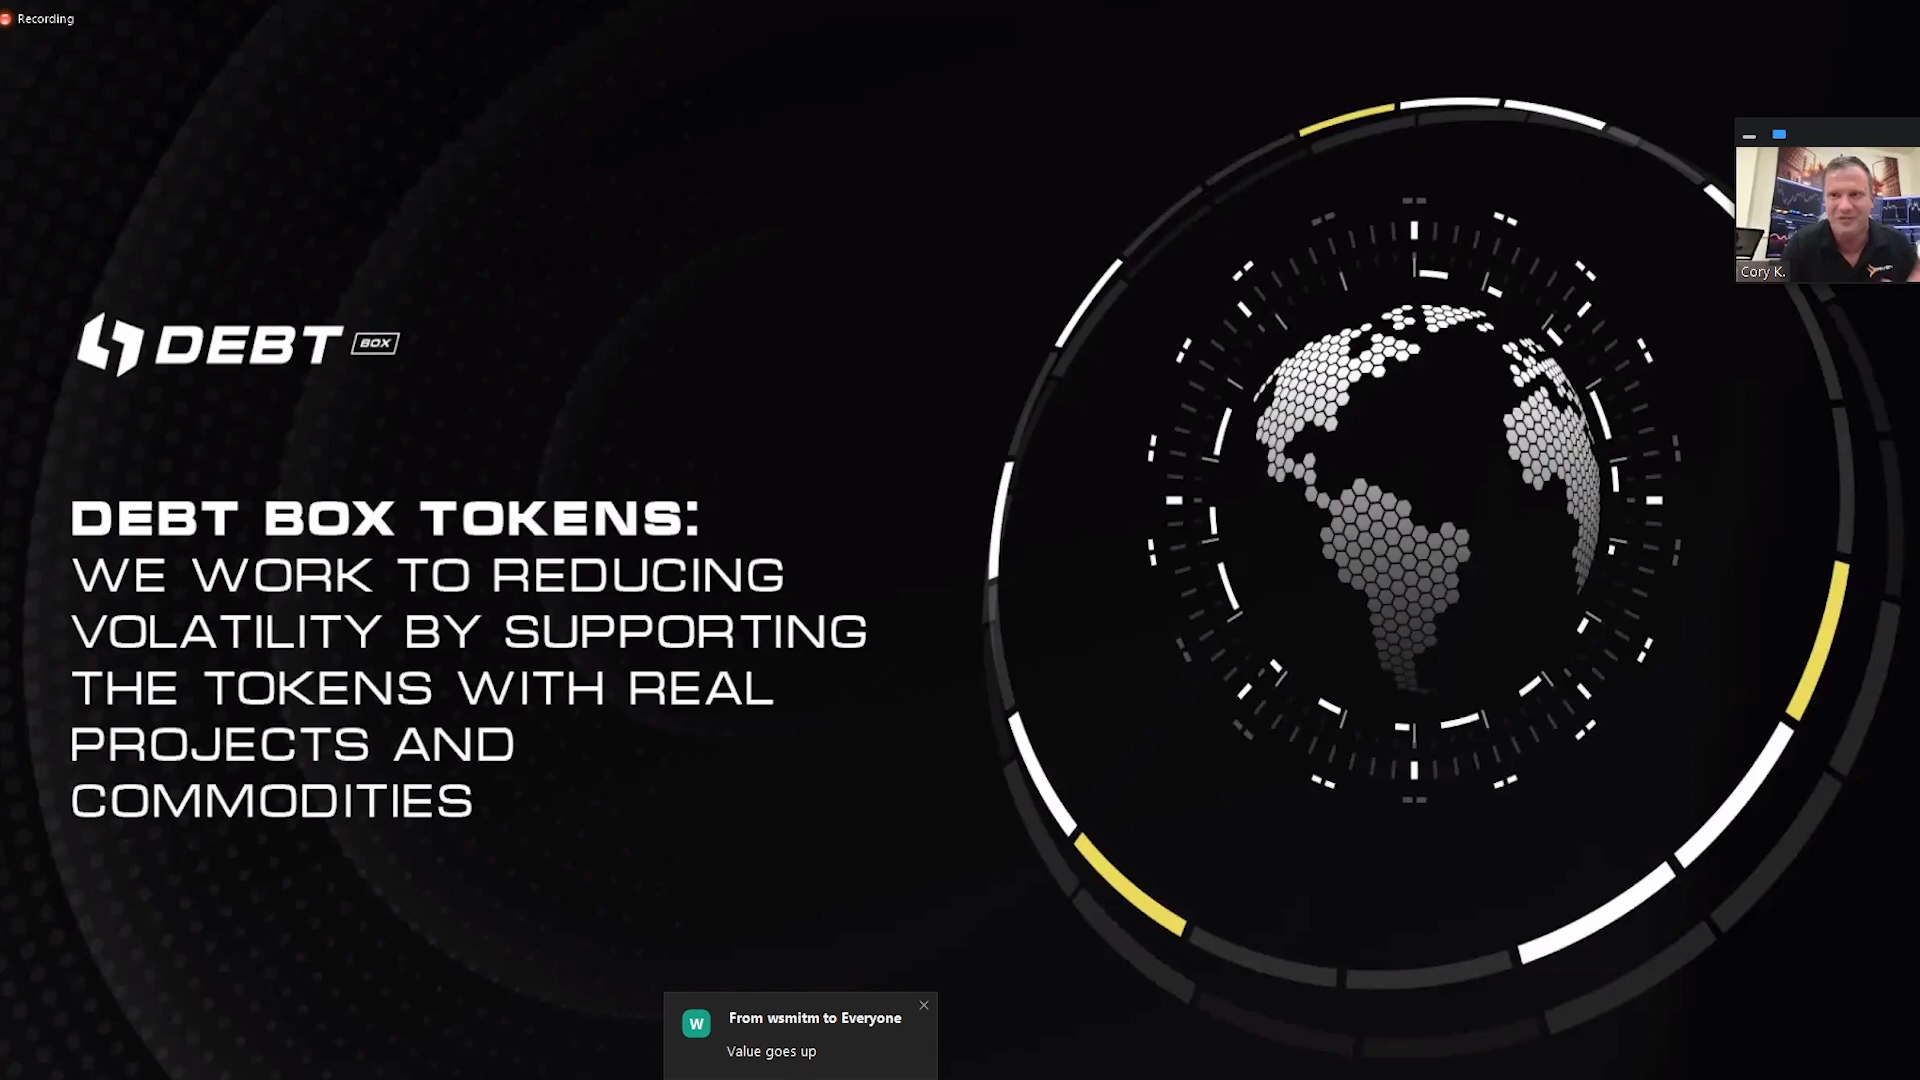 Recording
DEBT BOX
DEBT BOX TOKENS:
WE WORK TO REDUCING
VOLATILITY BY SUPPORTING
THE TOKENS WITH REAL
PROJECTS AND
COMMODITIES
Cory K.
W
From wsmitm to Everyone
Value goes up